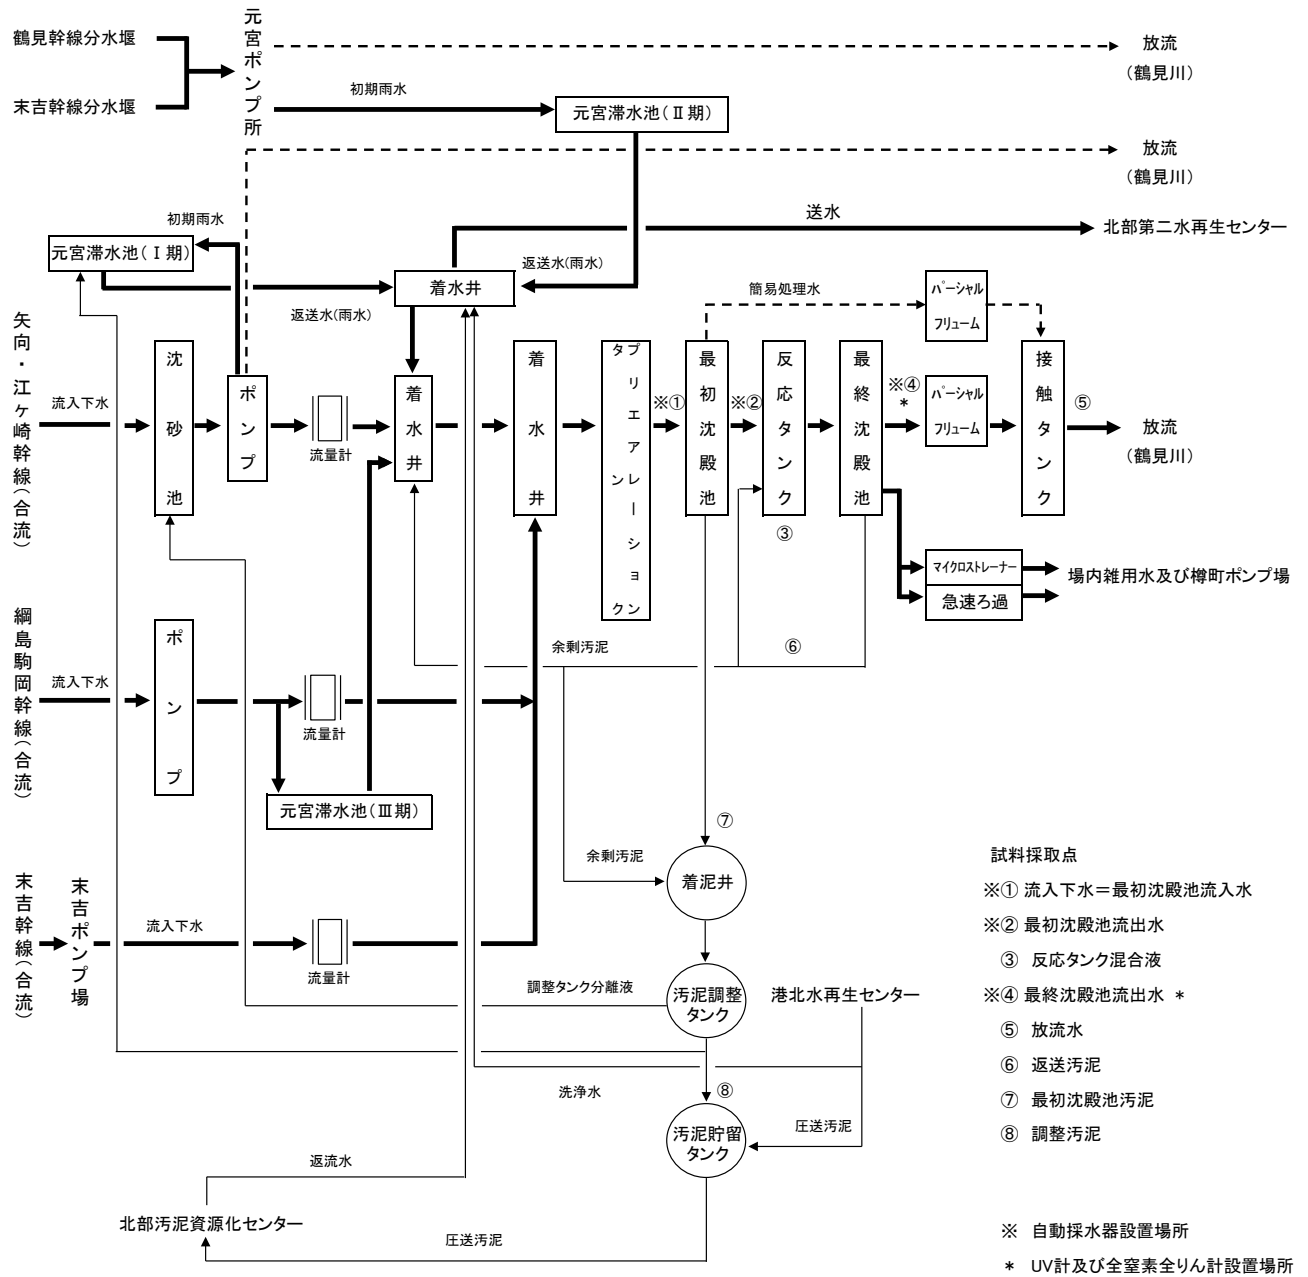 鶴見幹線分水堰
末吉幹線分水堰
元宮ポンプ所
放流
(鶴見川)
初期雨水
元宮滞水池(Ⅱ期)
放流
(鶴見川)
送水
北部第二水再生センター
初期雨水
元宮滞水池(Ⅰ期)
返送水(雨水)
着水井
返送水(雨水)
簡易処理水
パーシャル
フリューム
矢向・江ヶ崎幹線(合流)
流入下水
沈砂池
ポンプ
流量計
着水井
着水井
プリエアレーション
タンク
※①
最初沈殿池
※②
反応タンク
③
最終沈殿池
※④
*
パーシャル
フリューム
接触タンク
⑤
放流
(鶴見川)
マイクロストレーナー
急速ろ過
場内雑用水及び樽町ポンプ場
綱島駒岡幹線(合流)
流入下水
ポンプ
流量計
元宮滞水池(Ⅲ期)
余剰汚泥
⑥
⑦
余剰汚泥
着泥井
末吉幹線(合流)
末吉ポンプ場
流入下水
流量計
調整タンク分離液
汚泥調整
タンク
港北水再生センター
洗浄水
⑧
汚泥貯留
タンク
圧送汚泥
返流水
北部汚泥資源化センター
圧送汚泥
試料採取点
※① 流入下水＝最初沈殿池流入水
※② 最初沈殿池流出水
③ 反応タンク混合液
※④ 最終沈殿池流出水 *
⑤ 放流水
⑥ 返送汚泥
⑦ 最初沈殿池汚泥
⑧ 調整汚泥
※ 自動採水器設置場所
* UV計及び全窒素全りん計設置場所